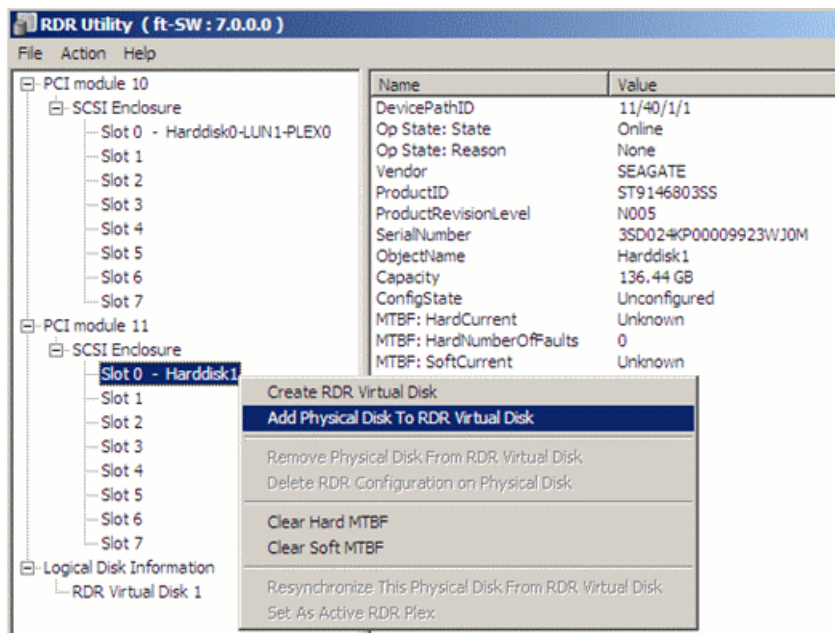 RDR Utility ( ft-SW : 7.0.0.0 )
File Action Help
PCI module 10
SCSI Enclosure
Slot 0 - Harddisk0-LUN1-PLEX0
Slot 1
Slot 2
Slot 3
Slot 4
Slot 5
Slot 6
Slot 7
PCI module 11
SCSI Enclosure
Slot 0 - Harddisk1
Slot 1
Slot 2
Slot 3
Slot 4
Slot 5
Slot 6
Slot 7
Logical Disk Information
RDR Virtual Disk 1
Name Value
DevicePathID 11/40/1/1
Op State: State Online
Op State: Reason None
Vendor SEAGATE
ProductID ST9146803SS
ProductRevisionLevel N005
SerialNumber 3SD024KP00009923WJ0M
ObjectName Harddisk1
Capacity 136.44 GB
ConfigState Unconfigured
MTBF: HardCurrent Unknown
MTBF: HardNumberOfFaults 0
MTBF: SoftCurrent Unknown
Create RDR Virtual Disk
Add Physical Disk To RDR Virtual Disk
Remove Physical Disk From RDR Virtual Disk
Delete RDR Configuration on Physical Disk
Clear Hard MTBF
Clear Soft MTBF
Resynchronize This Physical Disk From RDR Virtual Disk
Set As Active RDR Plex